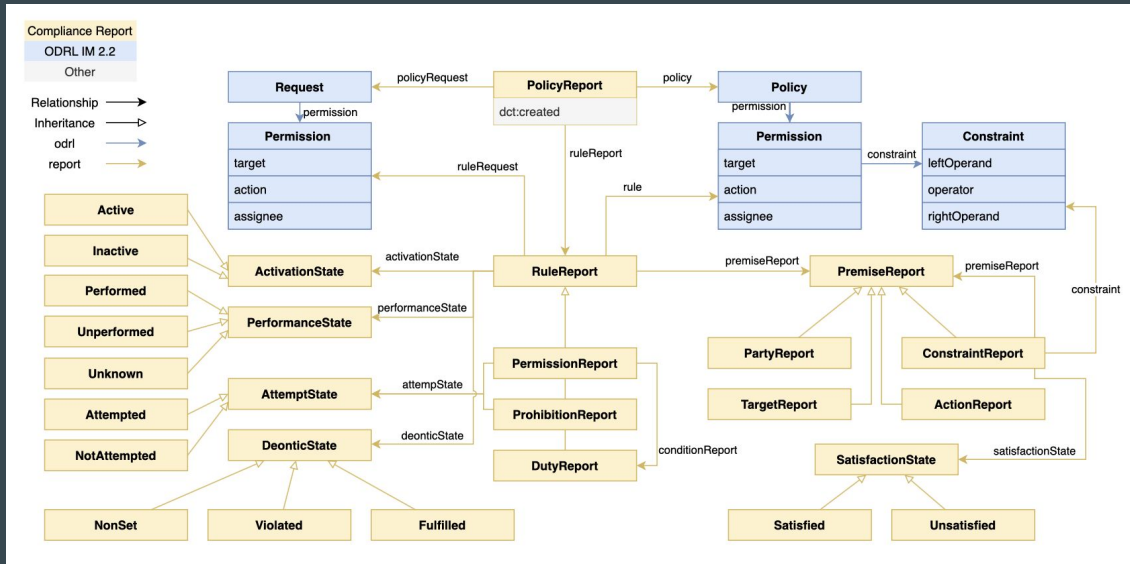 Compliance Report
ODRL IM 2.2
Other
Relationship
Inheritance
odrl
report
Request
policyRequest
PolicyReport
dct:created
policy
Policy
permission
permission
Permission
target
action
assignee
ruleRequest
ruleReport
rule
Permission
target
action
assignee
constraint
Constraint
leftOperand
operator
rightOperand
Active
Inactive
Performed
Unperformed
Unknown
Attempted
NotAttempted
ActivationState
activationState
PerformanceState
performanceState
AttemptState
attempState
DeonticState
deonticState
RuleReport
premiseReport
PremiseReport
premiseReport
constraint
PermissionReport
ProhibitionReport
DutyReport
conditionReport
PartyReport
ConstraintReport
TargetReport
ActionReport
SatisfactionState
satisfactionState
NonSet
Violated
Fulfilled
Satisfied
Unsatisfied